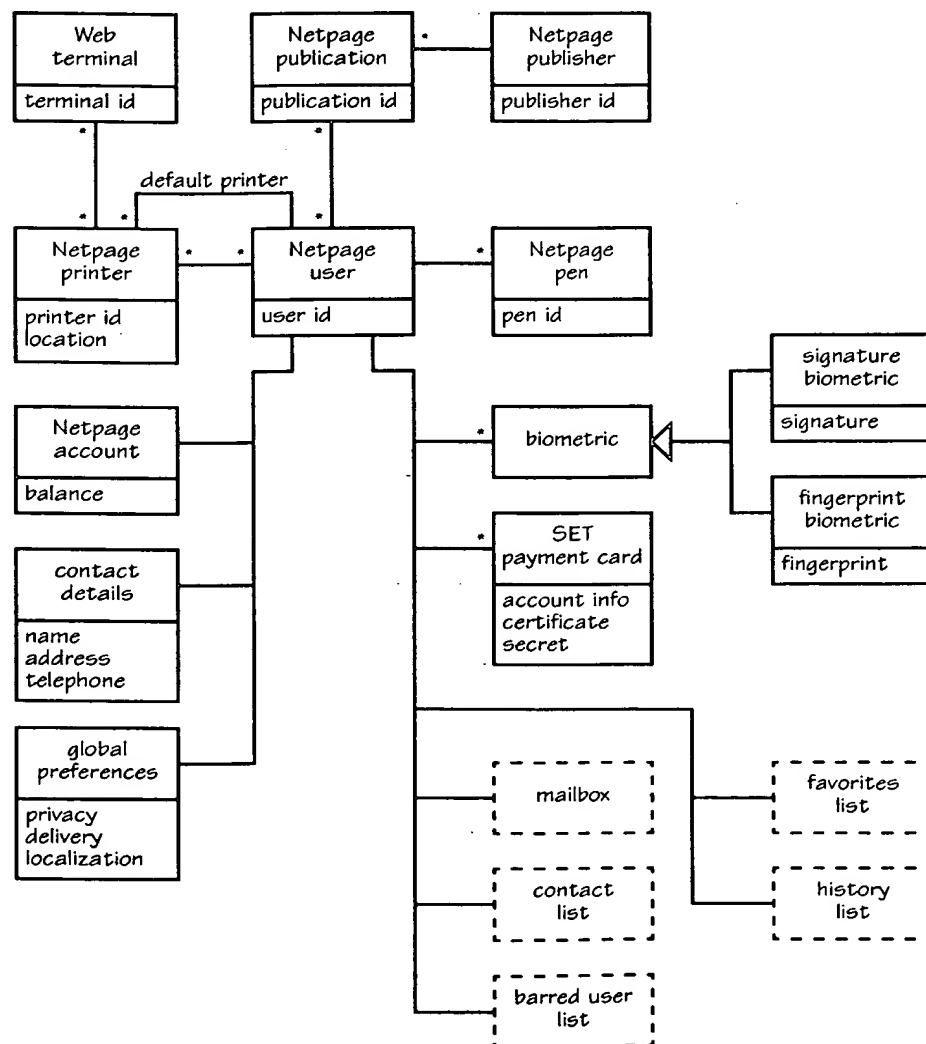 Web
terminal
terminal id
Netpage
publication
publication id
*
Netpage
publisher
publisher id
*
*
default printer
*
*
*
Netpage
printer
printer id
location
*
*
Netpage
user
user id
*
Netpage
pen
pen id
signature
biometric
signature
Netpage
account
balance
*
biometric
fingerprint
biometric
fingerprint
contact
details
name
address
telephone
*
SET
payment card
account info
certificate
secret
global
preferences
privacy
delivery
localization
mailbox
favorites
list
contact
list
history
list
barred user
list